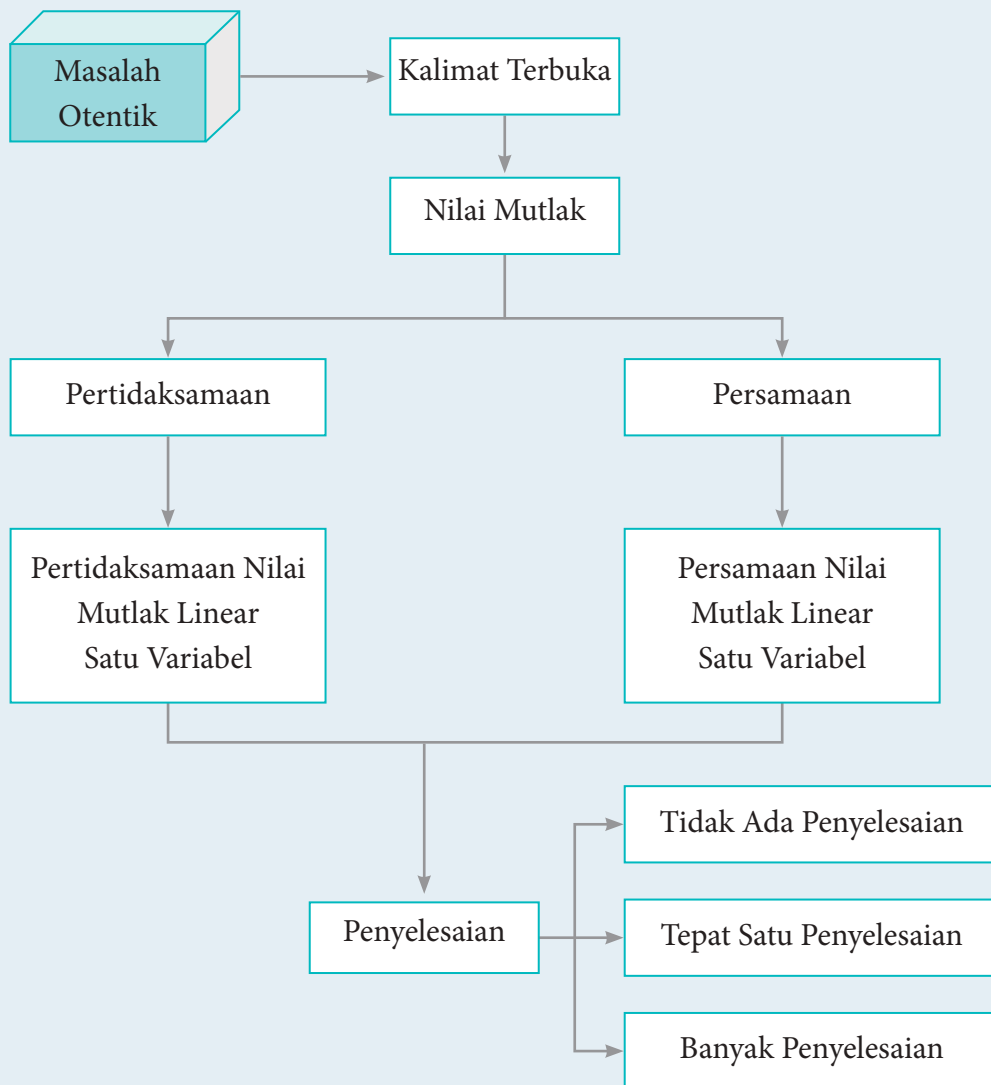 Masalah
Otentik
Kalimat Terbuka
Nilai Mutlak
Pertidaksamaan
Persamaan
Pertidaksamaan Nilai
Mutlak Linear
Satu Variabel
Persamaan Nilai
Mutlak Linear
Satu Variabel
Penyelesaian
Tidak Ada Penyelesaian
Tepat Satu Penyelesaian
Banyak Penyelesaian